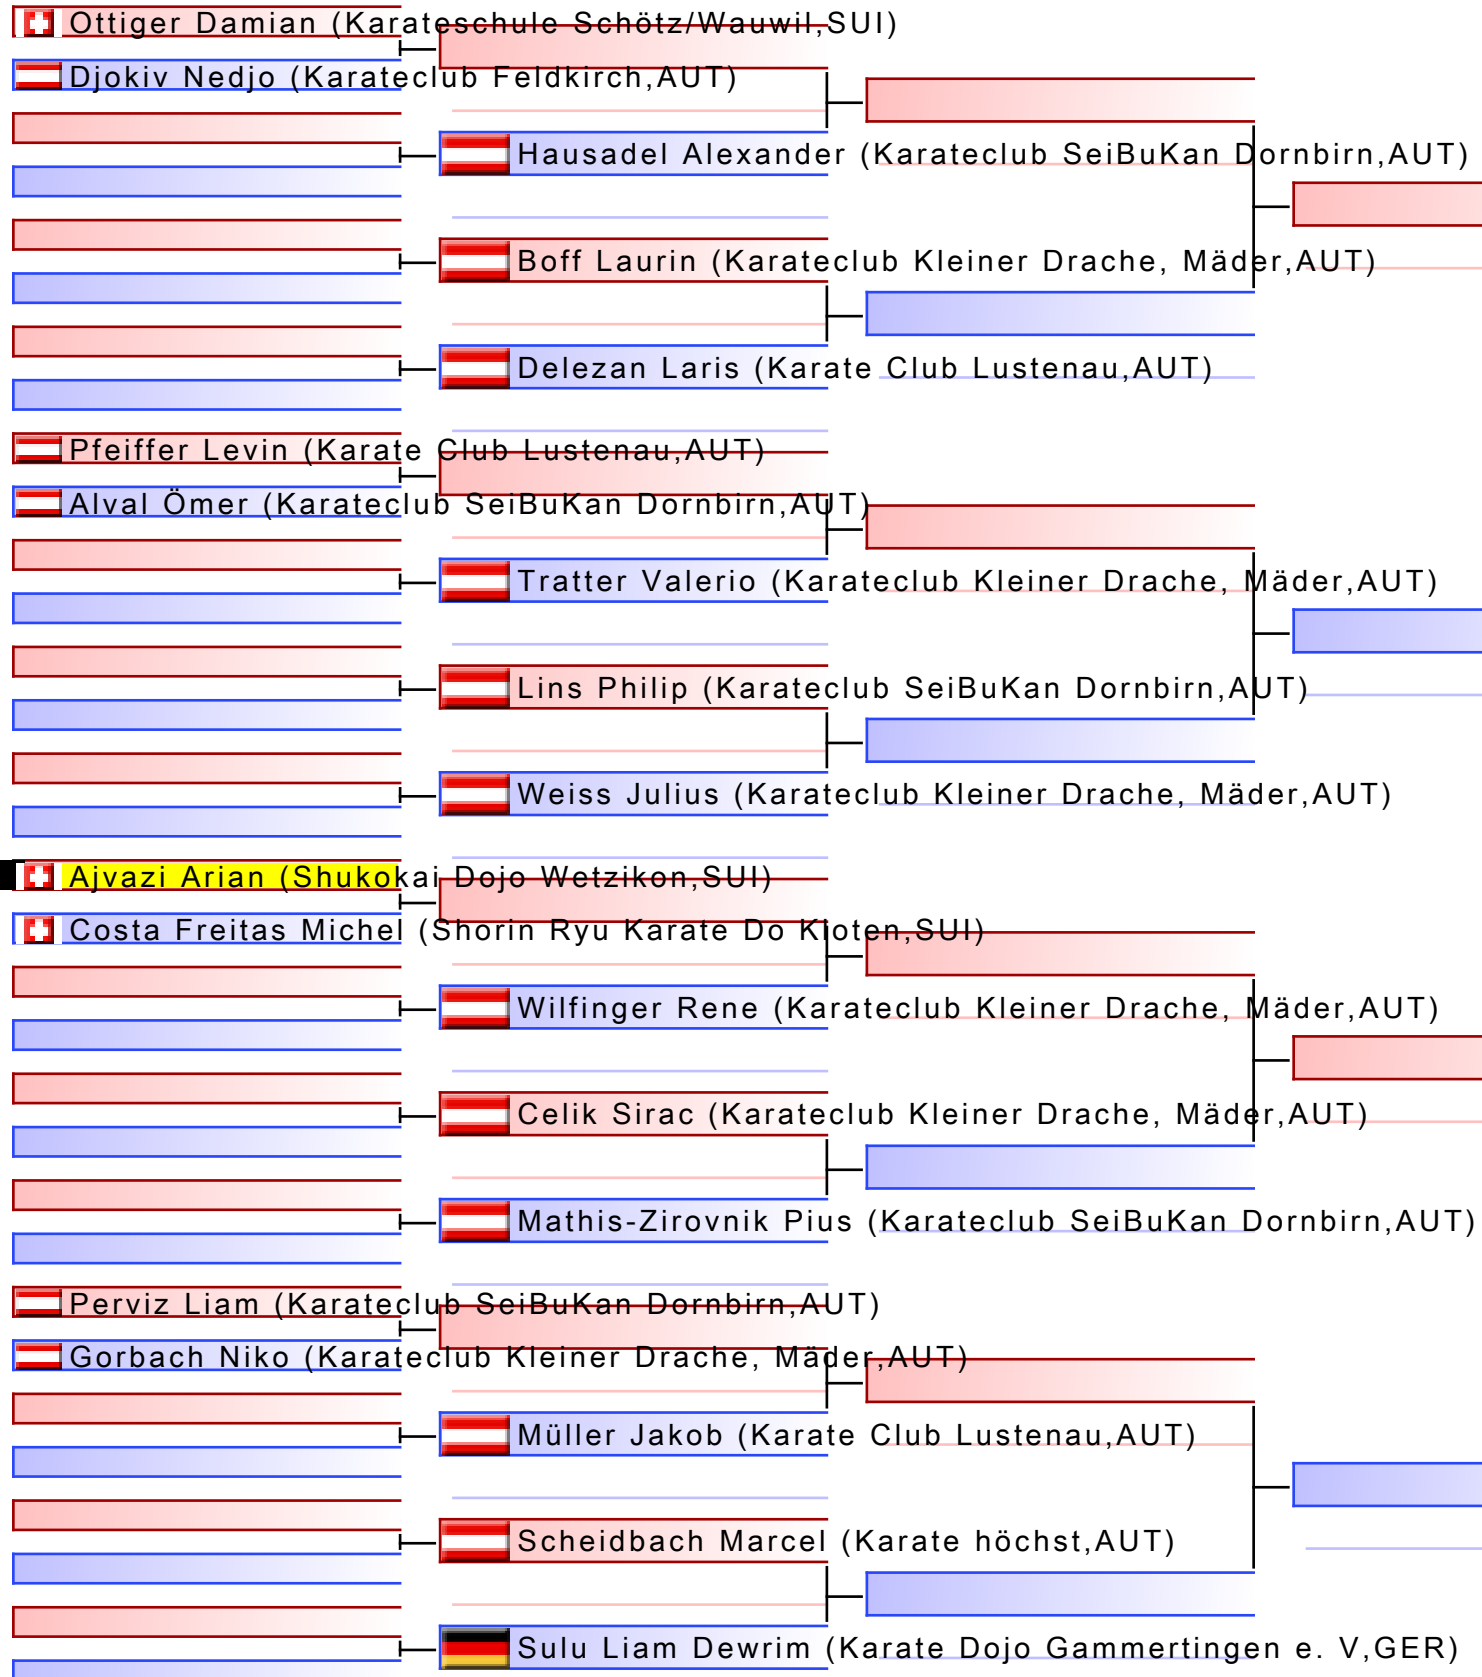 Ottiger Damian (Karateschule Schötz/Wauwil,SUI)
Djokiv Nedjo (Karateclub Feldkirch,AUT)
Hausadel Alexander (Karateclub SeiBuKan Dornbirn,AUT)
Boff Laurin (Karateclub Kleiner Drache, Mäder,AUT)
Delezan Laris (Karate Club Lustenau,AUT)
Pfeiffer Levin (Karate Club Lustenau,AUT)
Alval Ömer (Karateclub SeiBuKan Dornbirn,AUT)
Tratter Valerio (Karateclub Kleiner Drache, Mäder,AUT)
Lins Philip (Karateclub SeiBuKan Dornbirn,AUT)
Weiss Julius (Karateclub Kleiner Drache, Mäder,AUT)
Ajvazi Arian (Shukokai Dojo Wetzikon,SUI)
Costa Freitas Michel (Shorin Ryu Karate Do Kloten,SUI)
Wilfinger Rene (Karateclub Kleiner Drache, Mäder,AUT)
Celik Sirac (Karateclub Kleiner Drache, Mäder,AUT)
Mathis-Zirovnik Pius (Karateclub SeiBuKan Dornbirn,AUT)
Perviz Liam (Karateclub SeiBuKan Dornbirn,AUT)
Gorbach Niko (Karateclub Kleiner Drache, Mäder,AUT)
Müller Jakob (Karate Club Lustenau,AUT)
Scheidbach Marcel (Karate höchst,AUT)
Sulu Liam Dewrim (Karate Dojo Gammertingen e. V,GER)